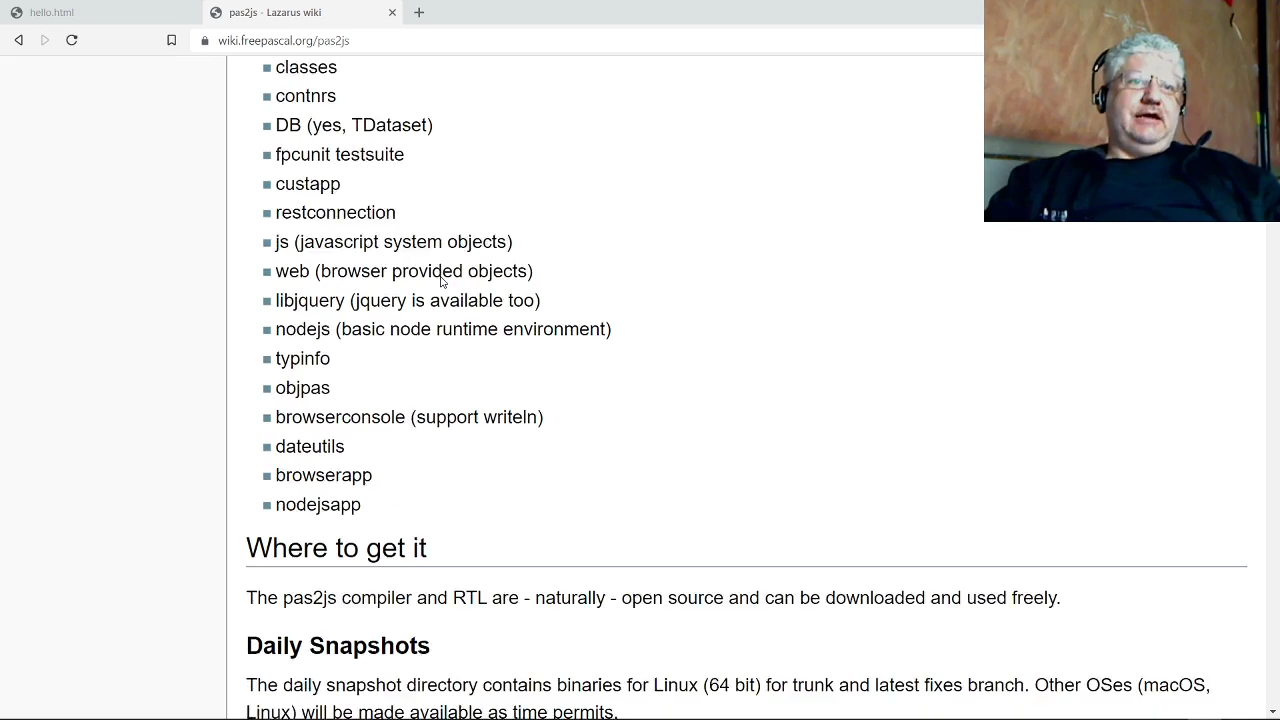 hello.html
pas2js - Lazarus wiki
wiki.freepascal.org/pas2js
classes
contnrs
DB (yes, TDataset)
fpcunit testsuite
custapp
restconnection
js (javascript system objects)
web (browser provided objects)
libjquery (jquery is available too)
nodejs (basic node runtime environment)
typinfo
objpas
browserconsole (support writeln)
dateutils
browserapp
nodejsapp
Where to get it
The pas2js compiler and RTL are - naturally - open source and can be downloaded and used freely.
Daily Snapshots
The daily snapshot directory contains binaries for Linux (64 bit) for trunk and latest fixes branch. Other OSes (macOS,
Linux) will be made available as time permits.